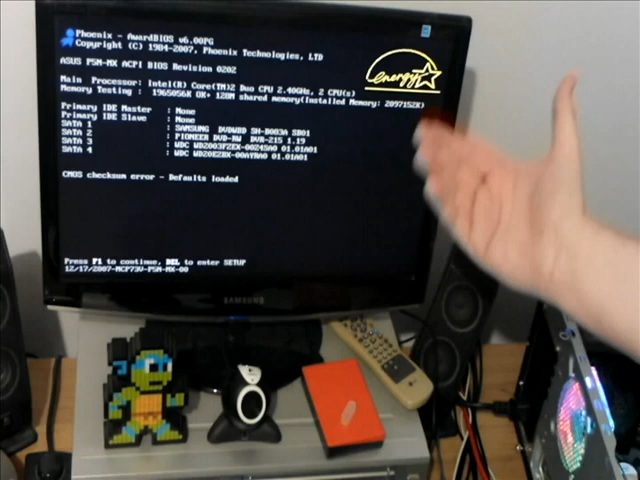 Phoenix - AwardBIOS v6.00PG
Copyright (C) 1984-2007, Phoenix Technologies, LTD
energy
ASUS P5N-MX ACPI BIOS Revision 0202
Main Processor: Intel(R) Core(TM)2 Duo CPU 2.40GHz, 2 CPU(s)
Memory Testing : 1965056K OK+ 128M shared memory(Installed Memory: 2097152K)
Primary IDE Master : None
Primary IDE Slave : None
SATA 1 : SAMSUNG DVDWBD SH-B083A SB01
SATA 2 : PIONEER DVD-RW DVR-215 1.19
SATA 3 : WDC WD2003FZEX-00Z4SA0 01.01A01
SATA 4 : WDC WD20EZBX-00AYRA0 01.01A01
CMOS checksum error - Defaults loaded
Press F1 to continue, DEL to enter SETUP
12/17/2007-MCP73V-P5N-MX-00
SAMSUNG